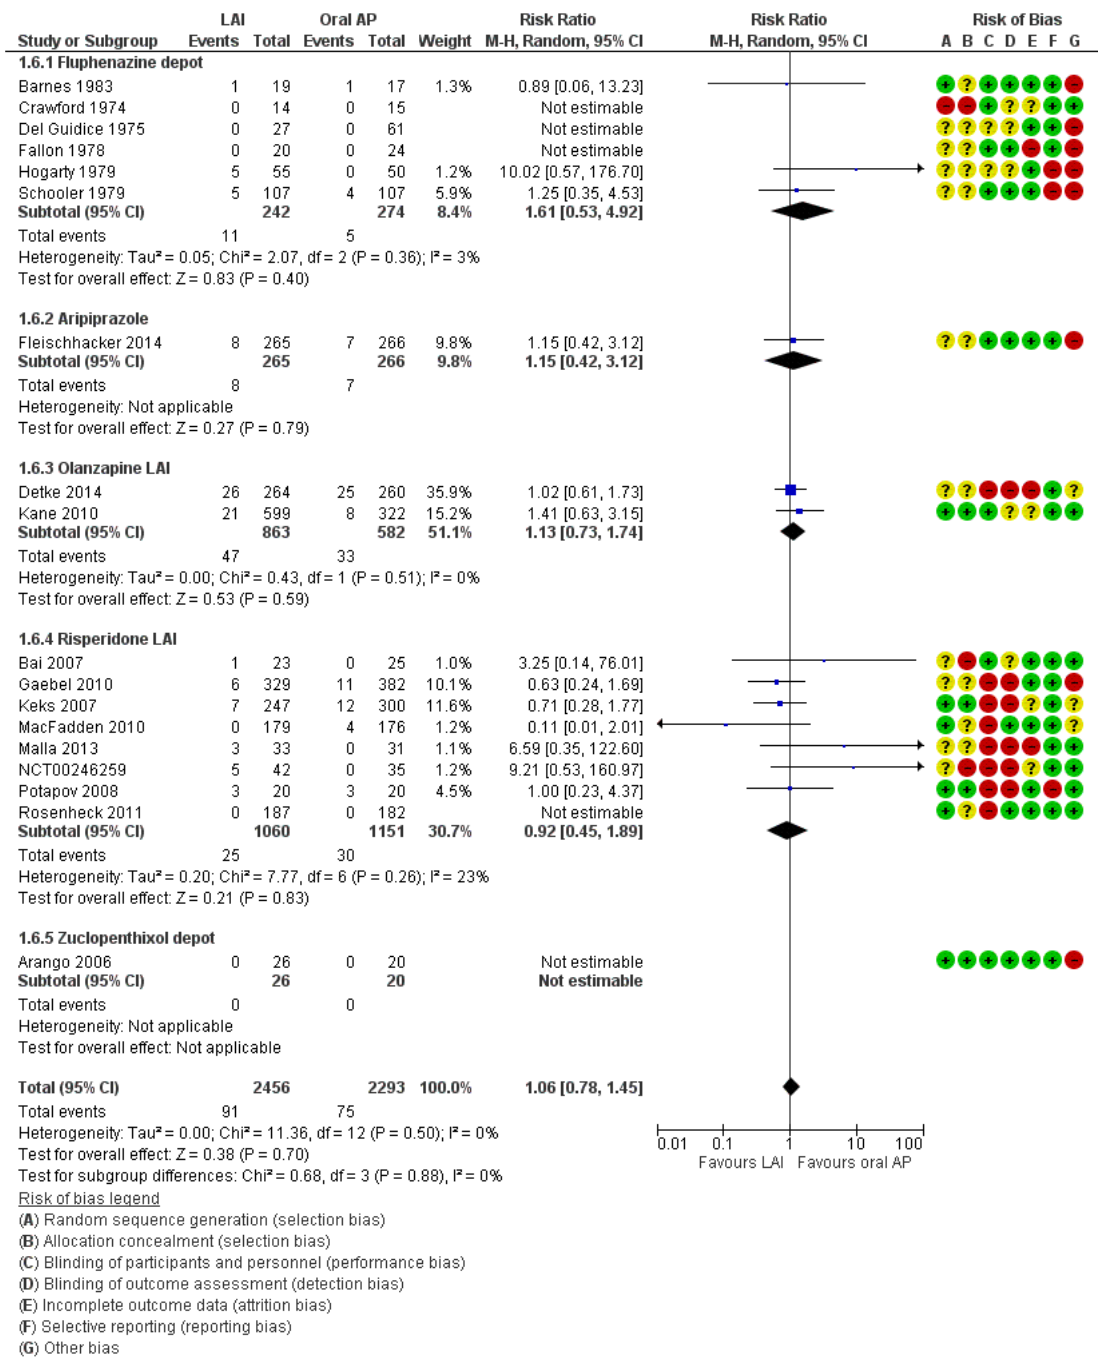 LAI Oral AP Risk Ratio Risk Ratio Risk of Bias
Study or Subgroup Events Total Events Total Weight M-H, Random, 95% CI M-H, Random, 95% CI A B C D E F G
1.6.1 Fluphenazine depot
Barnes 1983 1 19 1 17 1.3% 0.89 [0.06, 13.23] + ? + + + + -
Crawford 1974 0 14 0 15 Not estimable - - + ? ? + +
Del Guidice 1975 0 27 0 61 Not estimable ? ? ? ? + + -
Fallon 1978 0 20 0 24 Not estimable ? ? + + - + -
Hogarty 1979 5 55 0 50 1.2% 10.02 [0.57, 176.70] ? ? ? ? + - -
Schooler 1979 5 107 4 107 5.9% 1.25 [0.35, 4.53] ? ? + + + - -
Subtotal (95% CI) 242 274 8.4% 1.61 [0.53, 4.92]
Total events 11 5
Heterogeneity: Tau² = 0.05; Chi² = 2.07, df = 2 (P = 0.36); I² = 3%
Test for overall effect: Z = 0.83 (P = 0.40)
1.6.2 Aripiprazole
Fleischhacker 2014 8 265 7 266 9.8% 1.15 [0.42, 3.12] ? ? + + + + -
Subtotal (95% CI) 265 266 9.8% 1.15 [0.42, 3.12]
Total events 8 7
Heterogeneity: Not applicable
Test for overall effect: Z = 0.27 (P = 0.79)
1.6.3 Olanzapine LAI
Detke 2014 26 264 25 260 35.9% 1.02 [0.61, 1.73] ? ? - - - + ?
Kane 2010 21 599 8 322 15.2% 1.41 [0.63, 3.15] + + + ? ? + +
Subtotal (95% CI) 863 582 51.1% 1.13 [0.73, 1.74]
Total events 47 33
Heterogeneity: Tau² = 0.00; Chi² = 0.43, df = 1 (P = 0.51); I² = 0%
Test for overall effect: Z = 0.53 (P = 0.59)
1.6.4 Risperidone LAI
Bai 2007 1 23 0 25 1.0% 3.25 [0.14, 76.01] ? - + ? + + +
Gaebel 2010 6 329 11 382 10.1% 0.63 [0.24, 1.69] ? ? - - + + -
Keks 2007 7 247 12 300 11.6% 0.71 [0.28, 1.77] + + - - ? + ?
MacFadden 2010 0 179 4 176 1.2% 0.11 [0.01, 2.01] + ? - + + + ?
Malla 2013 3 33 0 31 1.1% 6.59 [0.35, 122.60] ? ? - - - + +
NCT00246259 5 42 0 35 1.2% 9.21 [0.53, 160.97] ? - - - ? + +
Potapov 2008 3 20 3 20 4.5% 1.00 [0.23, 4.37] + + - - + - +
Rosenheck 2011 0 187 0 182 Not estimable + ? - + + + +
Subtotal (95% CI) 1060 1151 30.7% 0.92 [0.45, 1.89]
Total events 25 30
Heterogeneity: Tau² = 0.20; Chi² = 7.77, df = 6 (P = 0.26); I² = 23%
Test for overall effect: Z = 0.21 (P = 0.83)
1.6.5 Zuclopenthixol depot
Arango 2006 0 26 0 20 Not estimable + + + + + + -
Subtotal (95% CI) 26 20 Not estimable
Total events 0 0
Heterogeneity: Not applicable
Test for overall effect: Not applicable
Total (95% CI) 2456 2293 100.0% 1.06 [0.78, 1.45]
Total events 91 75
Heterogeneity: Tau² = 0.00; Chi² = 11.36, df = 12 (P = 0.50); I² = 0%
Test for overall effect: Z = 0.38 (P = 0.70)
Test for subgroup differences: Chi² = 0.68, df = 3 (P = 0.88), I² = 0%
0.01 0.1 1 10 100
Favours LAI Favours oral AP
Risk of bias legend
(A) Random sequence generation (selection bias)
(B) Allocation concealment (selection bias)
(C) Blinding of participants and personnel (performance bias)
(D) Blinding of outcome assessment (detection bias)
(E) Incomplete outcome data (attrition bias)
(F) Selective reporting (reporting bias)
(G) Other bias